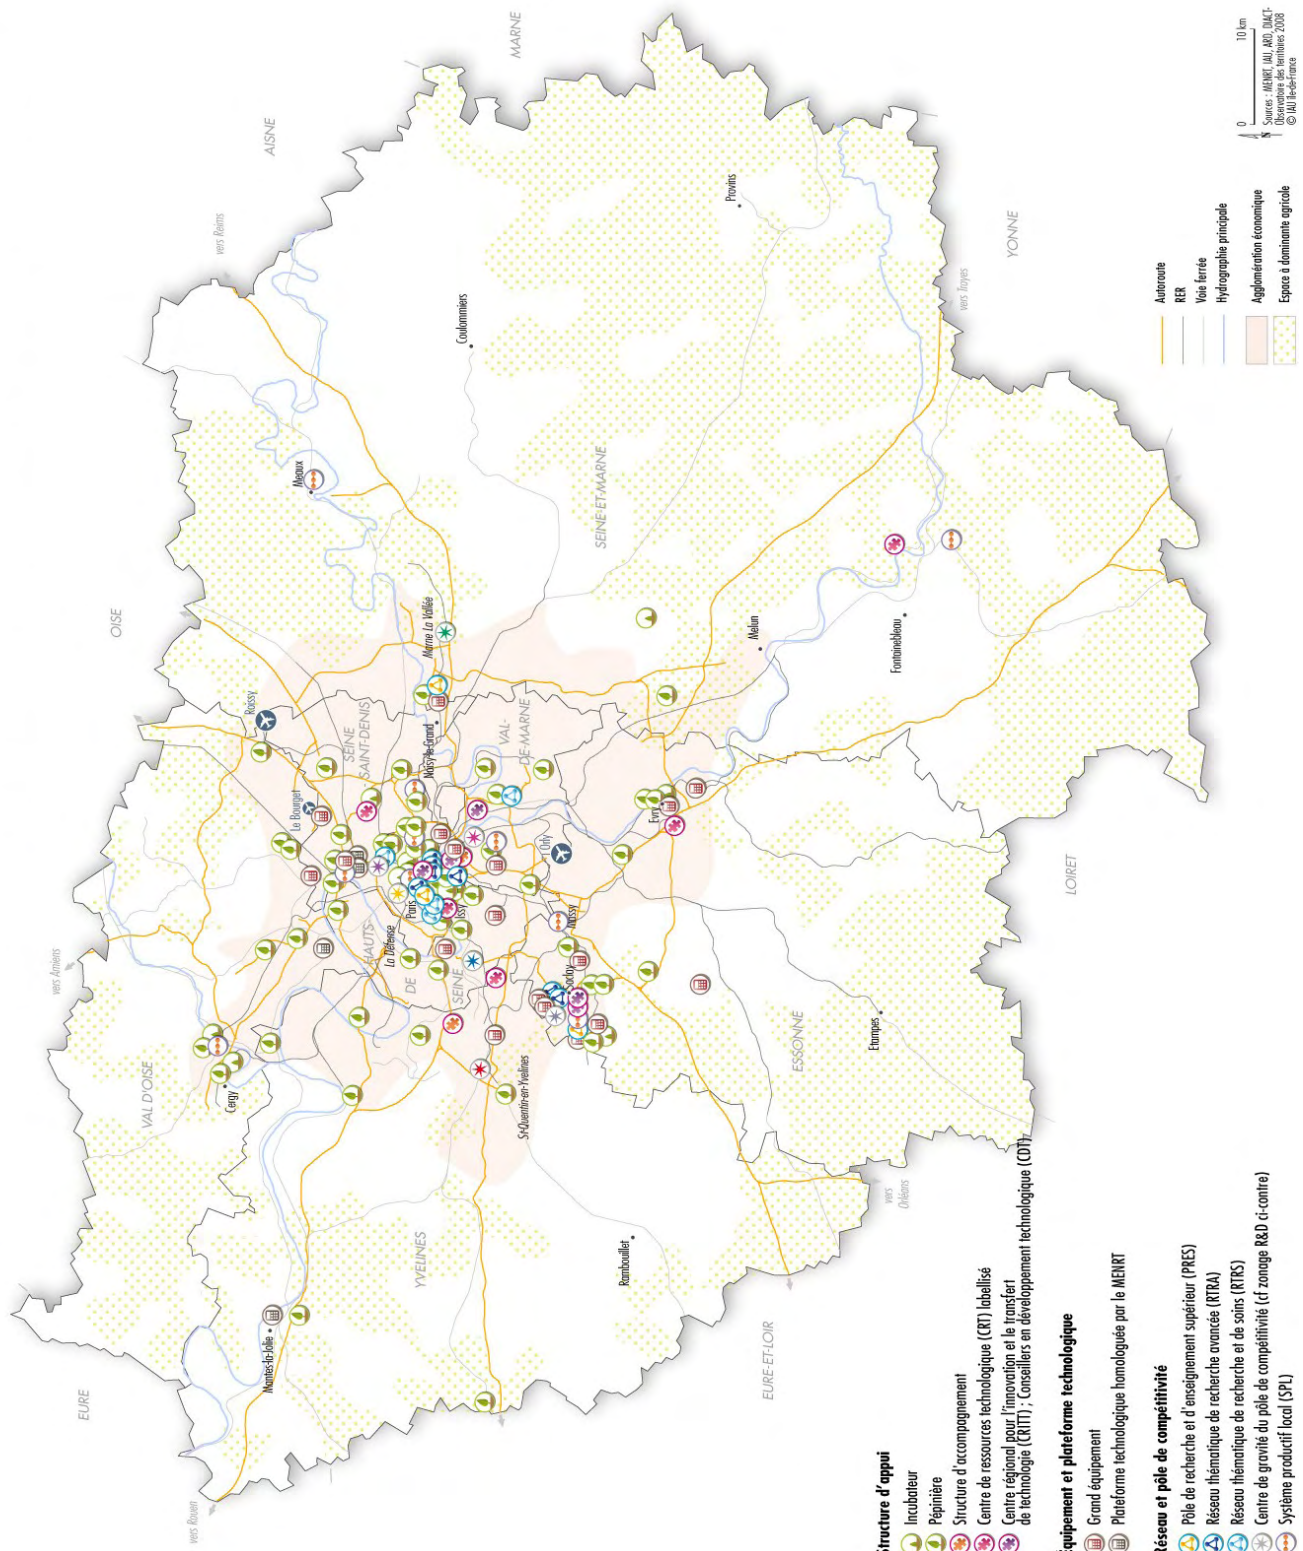 vers Rouen
EURE
Mantes-la-Jolie
YVELINES
Rambouillet
EURE-ET-LOIR
VAL D'OISE
Cergy
vers Amiens
St-Quentin-en-Yvelines
vers
Orléans
HAUTS-
DE
SEINE
La Défense
Paris
Issy
Saclay
Massy
Orly
ESSONNE
Etampes
LOIRET
Evry
Le Bourget
Roissy
SEINE
SAINT-DENIS
Noisy-le-Grand
VAL-
DE-MARNE
Marne La Vallée
OISE
Meaux
SEINE-ET-MARNE
Melun
Fontainebleau
Coulommiers
Provins
vers Reims
AISNE
MARNE
vers Troyes
YONNE
Structure d'appui
Incubateur
Pépinière
Structure d'accompagnement
Centre de ressources technologique (CRT) labellisé
Centre régional pour l'innovation et le transfert
de technologie (CRITT) ; Conseillers en développement technologique (CDT)
quipement et plateforme technologique
Grand équipement
Plateforme technologique homologuée par le MENRT
Réseau et pôle de compétitivité
Pôle de recherche et d'enseignement supérieur (PRES)
Réseau thématique de recherche avancée (RTRA)
Réseau thématique de recherche et de soins (RTRS)
Centre de gravité du pôle de compétitivité (cf zonage R&D ci-contre)
Système productif local (SPL)
Autoroute
RER
Voie ferrée
Hydrographie principale
Agglomération économique
Espace à dominante agricole
N
0 10 km
Sources : MENRT, IAU, ARD, DIACT-
Observatoire des territoires 2008
© IAU île-de-France